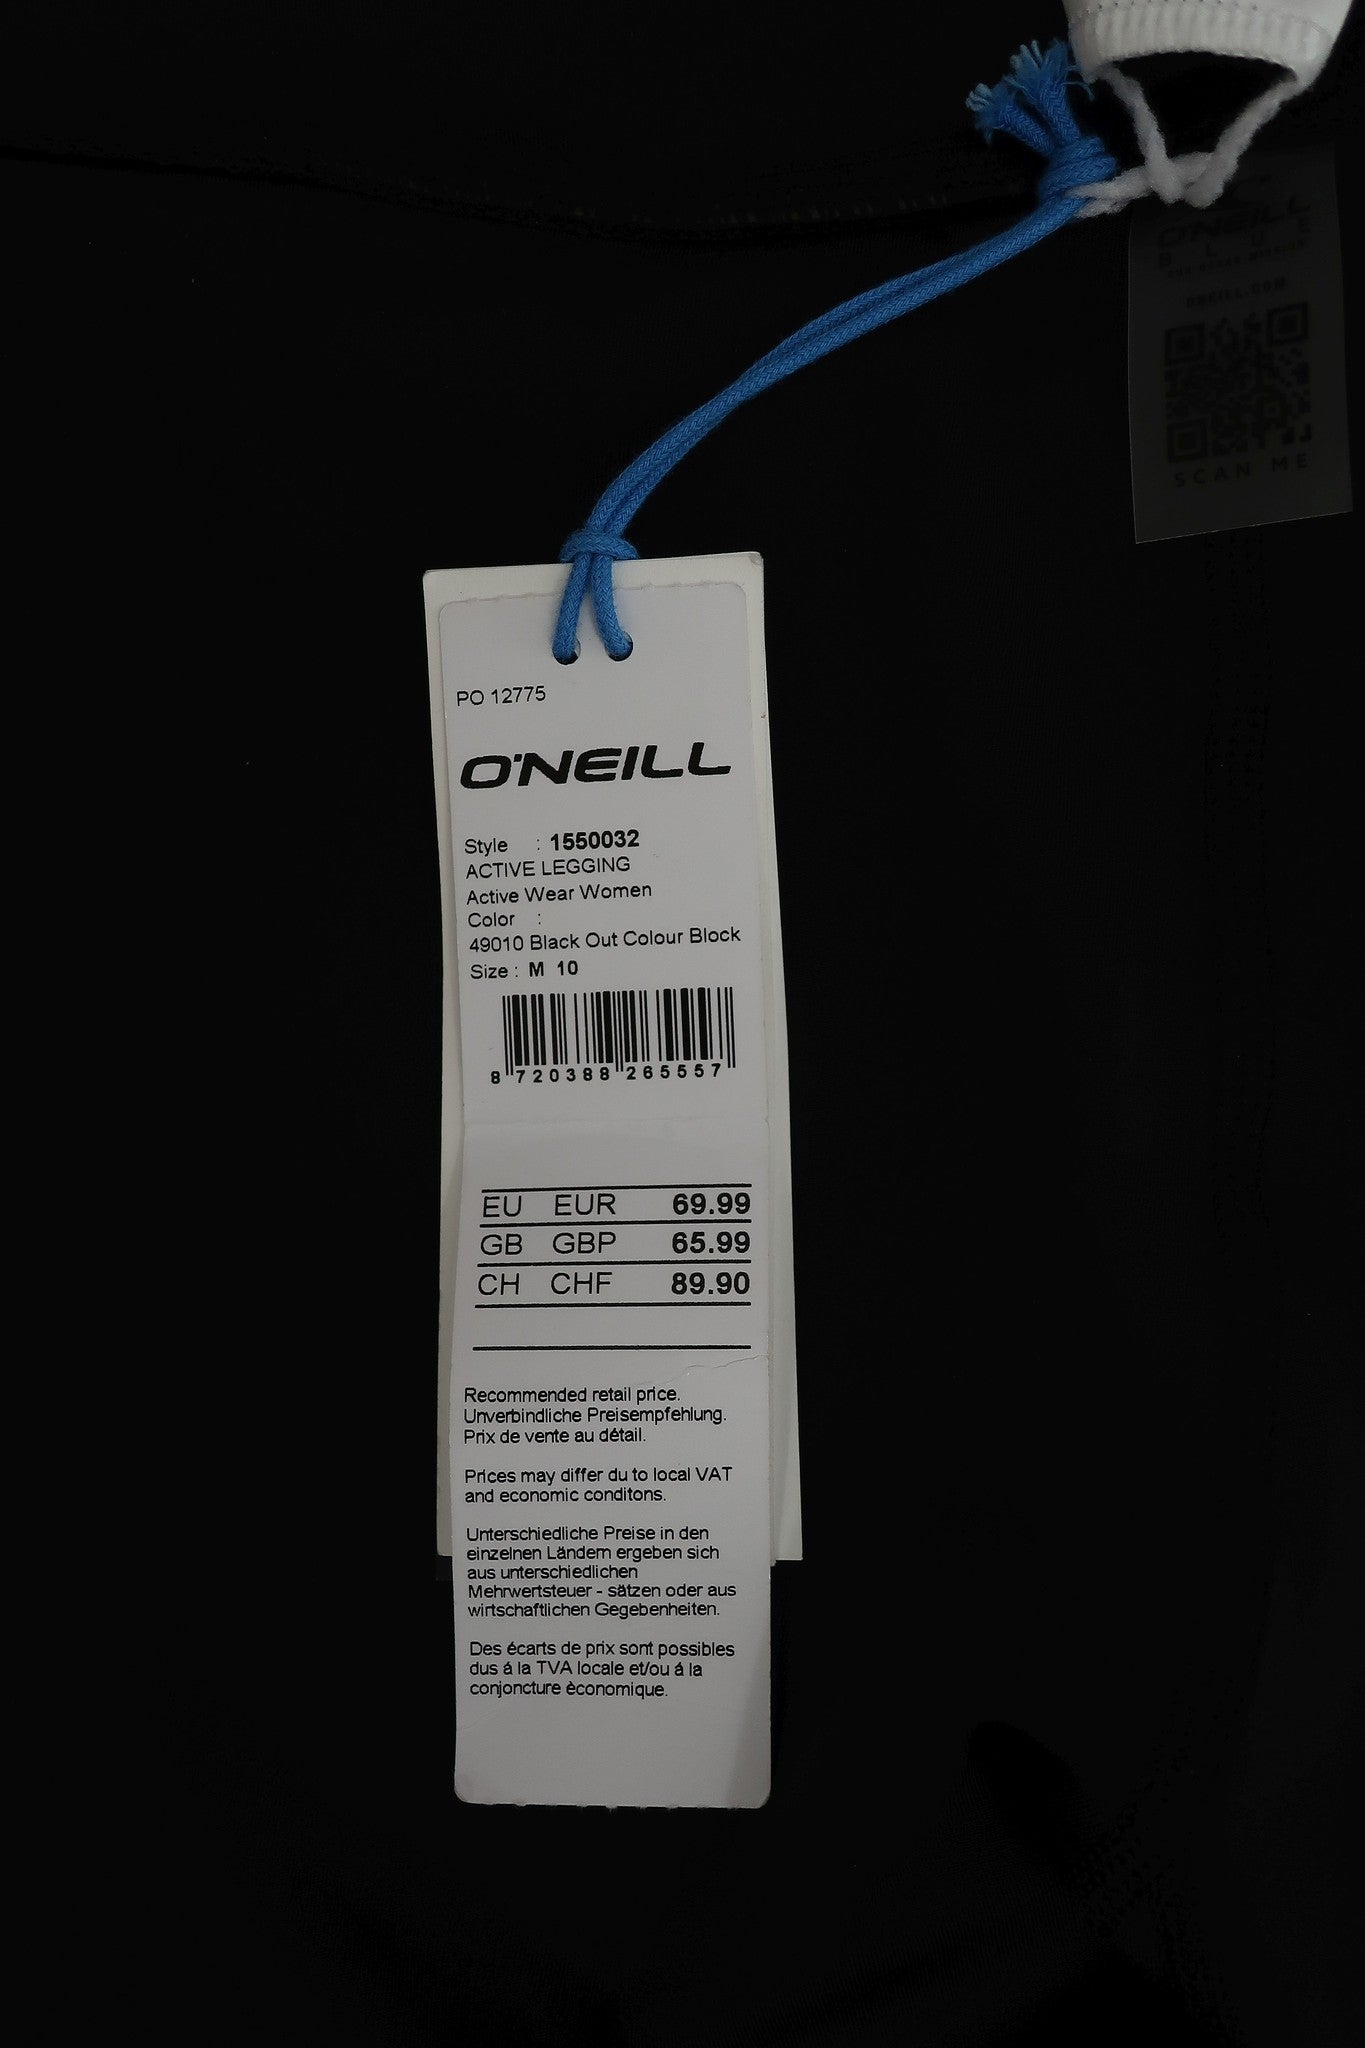 O'NEILL
BLUE
OUR OCEAN MISSION
ONEILL.COM
SCAN ME
PO 12775
O'NEILL
Style : 1550032
ACTIVE LEGGING
Active Wear Women
Color :
49010 Black Out Colour Block
Size : M 10
8 720388 265557
EU EUR 69.99
GB GBP 65.99
CH CHF 89.90
Recommended retail price.
Unverbindliche Preisempfehlung.
Prix de vente au détail.
Prices may differ du to local VAT
and economic conditons.
Unterschiedliche Preise in den
einzelnen Ländern ergeben sich
aus unterschiedlichen
Mehrwertsteuer - sätzen oder aus
wirtschaftlichen Gegebenheiten.
Des écarts de prix sont possibles
dus á la TVA locale et/ou á la
conjoncture èconomique.